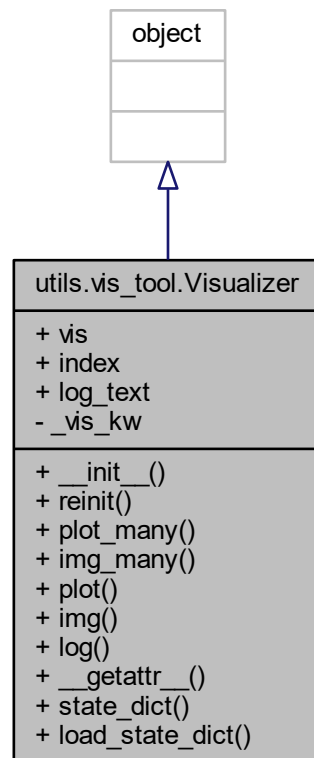 object
utils.vis_tool.Visualizer
+ vis
+ index
+ log_text
- _vis_kw
+ __init__()
+ reinit()
+ plot_many()
+ img_many()
+ plot()
+ img()
+ log()
+ __getattr__()
+ state_dict()
+ load_state_dict()